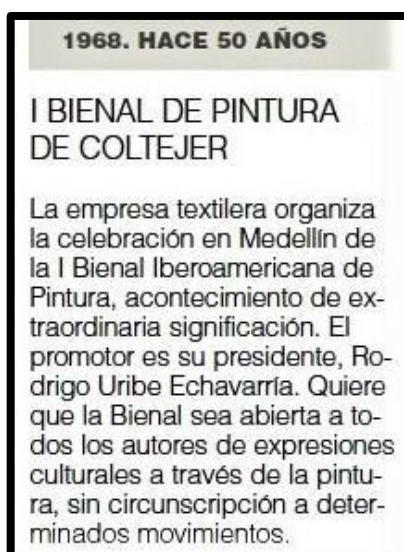 1968. HACE 50 AÑOS
I BIENAL DE PINTURA
DE COLTEJER
La empresa textilera organiza
la celebración en Medellín de
la I Bienal Iberoamericana de
Pintura, acontecimiento de ex-
traordinaria significación. El
promotor es su presidente, Ro-
drigo Uribe Echavarría. Quiere
que la Bienal sea abierta a to-
dos los autores de expresiones
culturales a través de la pintu-
ra, sin circunscripción a deter-
minados movimientos.